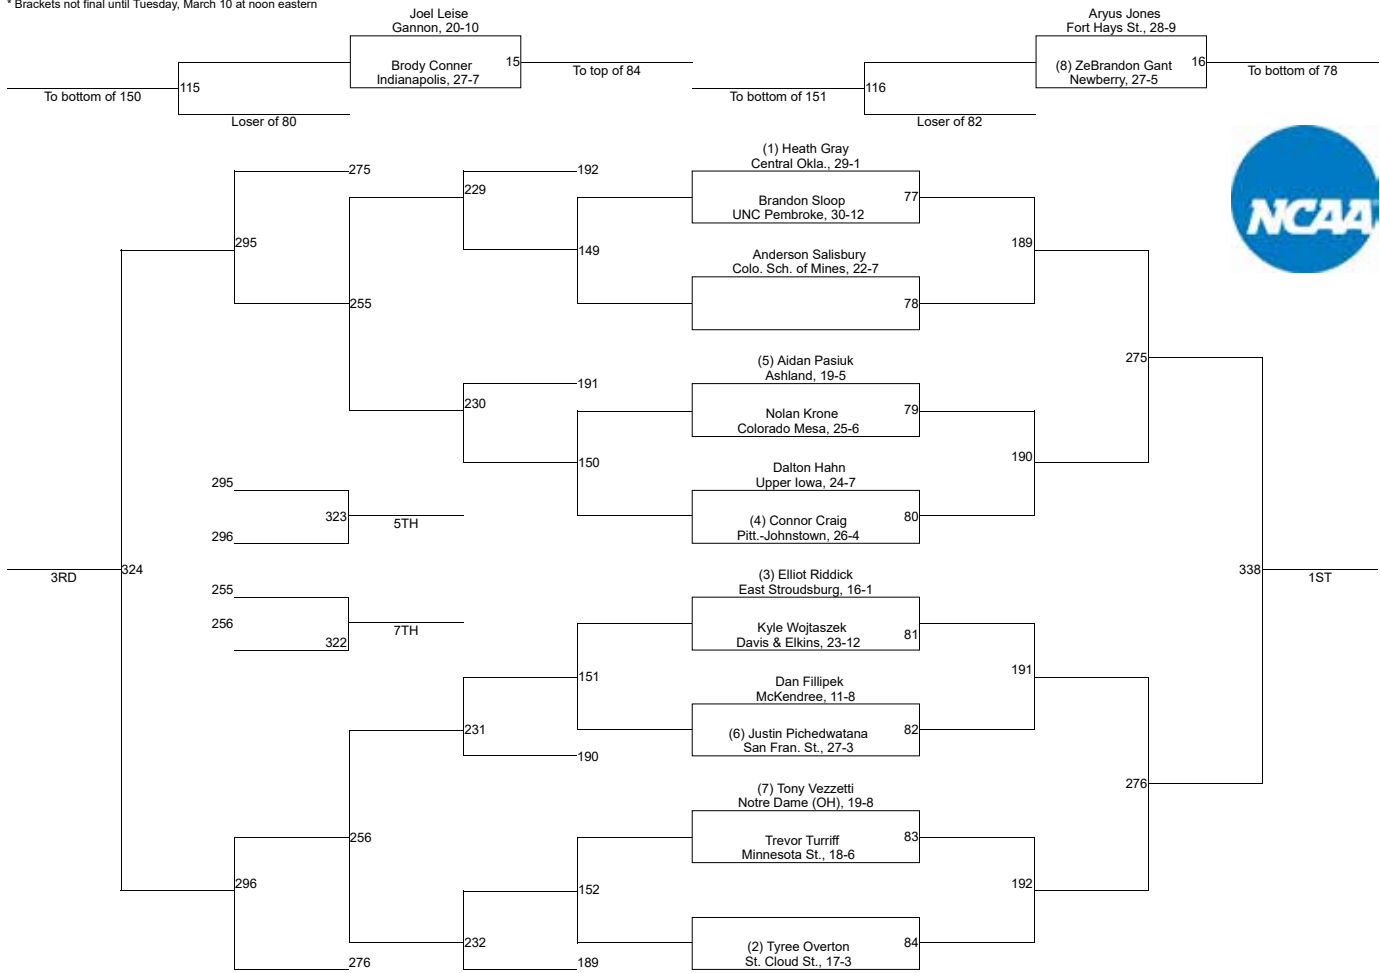 * Brackets not final until Tuesday, March 10 at noon eastern
Joel Leise
Gannon, 20-10
Brody Conner
Indianapolis, 27-7
15
To top of 84
To bottom of 150
115
Loser of 80
Aryus Jones
Fort Hays St., 28-9
(8) ZeBrandon Gant
Newberry, 27-5
16
To bottom of 78
To bottom of 151
116
Loser of 82
NCAA
(1) Heath Gray
Central Okla., 29-1
Brandon Sloop
UNC Pembroke, 30-12
77
Anderson Salisbury
Colo. Sch. of Mines, 22-7
78
(5) Aidan Pasiuk
Ashland, 19-5
Nolan Krone
Colorado Mesa, 25-6
79
Dalton Hahn
Upper Iowa, 24-7
(4) Connor Craig
Pitt.-Johnstown, 26-4
80
(3) Elliot Riddick
East Stroudsburg, 16-1
Kyle Wojtaszek
Davis & Elkins, 23-12
81
Dan Fillipek
McKendree, 11-8
(6) Justin Pichedwatana
San Fran. St., 27-3
82
(7) Tony Vezzetti
Notre Dame (OH), 19-8
Trevor Turriff
Minnesota St., 18-6
83
(2) Tyree Overton
St. Cloud St., 17-3
84
189
190
191
192
275
276
338
1ST
192
149
229
191
150
230
275
255
295
295
296
323
5TH
324
3RD
255
256
322
7TH
151
190
231
152
189
232
256
276
296